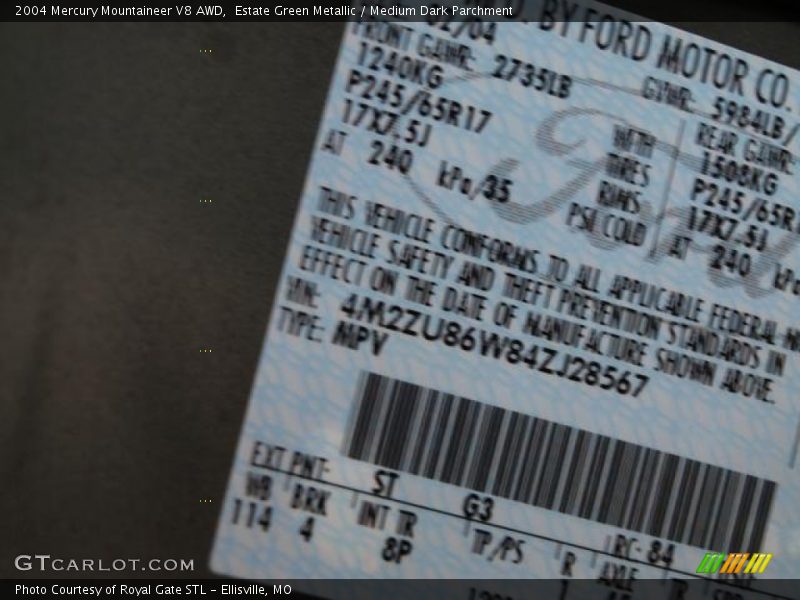 2004 Mercury Mountaineer V8 AWD,  Estate Green Metallic / Medium Dark Parchment
BY FORD MOTOR CO.
FRONT GAWR: 2735LB GVWR: 5984LB/
1240KG REAR GAWR:
P245/65R17 WITH 1508KG
17X7.5J TIRES P245/65R
AT 240 kPa/35 RIMS 17X7.5J
PSI COLD AT 240 kPa
THIS VEHICLE CONFORMS TO ALL APPLICABLE FEDERAL
VEHICLE SAFETY AND THEFT PREVENTION STANDARDS IN
EFFECT ON THE DATE OF MANUFACTURE SHOWN ABOVE.
VIN: 4M2ZU86W84ZJ28567
TYPE: MPV
EXT PNT: ST G3 RC: 84
WB BRK INT TR TP/PS R AXLE TR
114 4 8P
GTCARLOT.COM
Photo Courtesy of Royal Gate STL – Ellisville, MO